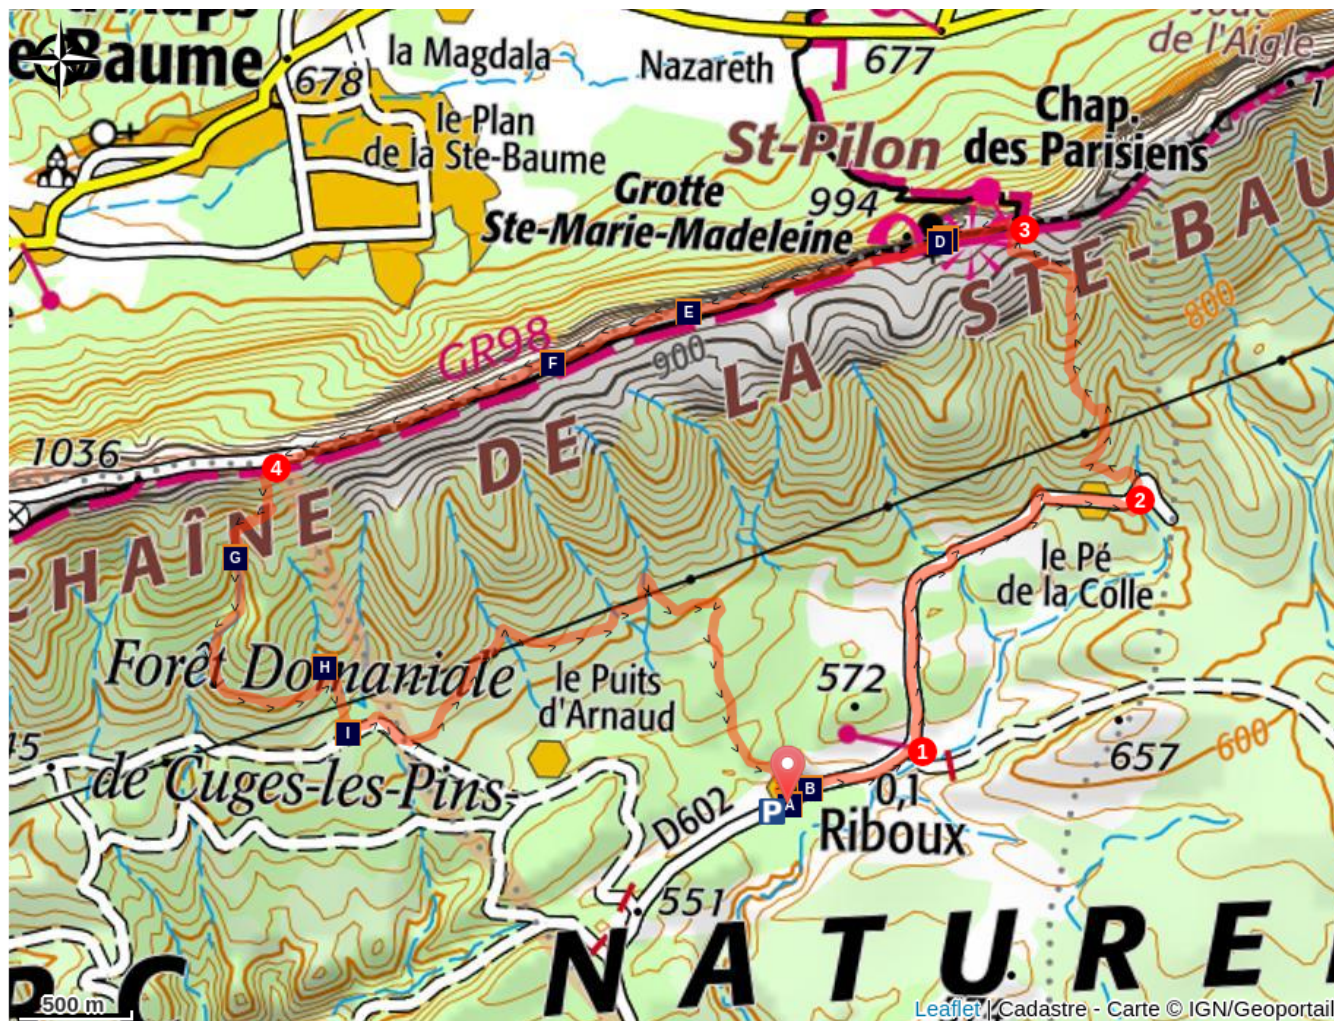 Baume
678
la Magdala
Nazareth
677
de l'Aigle
le Plan
de la Ste-Baume
St-Pilon
Chap.
des Parisiens
1
Grotte
Ste-Marie-Madeleine
994
D
3
STE-BAU
E
GR98
F
900
800
LA
DE
1036
4
CHAÎNE
G
2
le Pé
de la Colle
Forêt Domaniale
H
I
le Puits
d'Arnaud
572
1
657
600
45
de Cuges-les-Pins-
D602
P
A
B
0,1
Riboux
551
NATURE
C
500 m
Leaflet | Cadastre - Carte © IGN/Geoportail